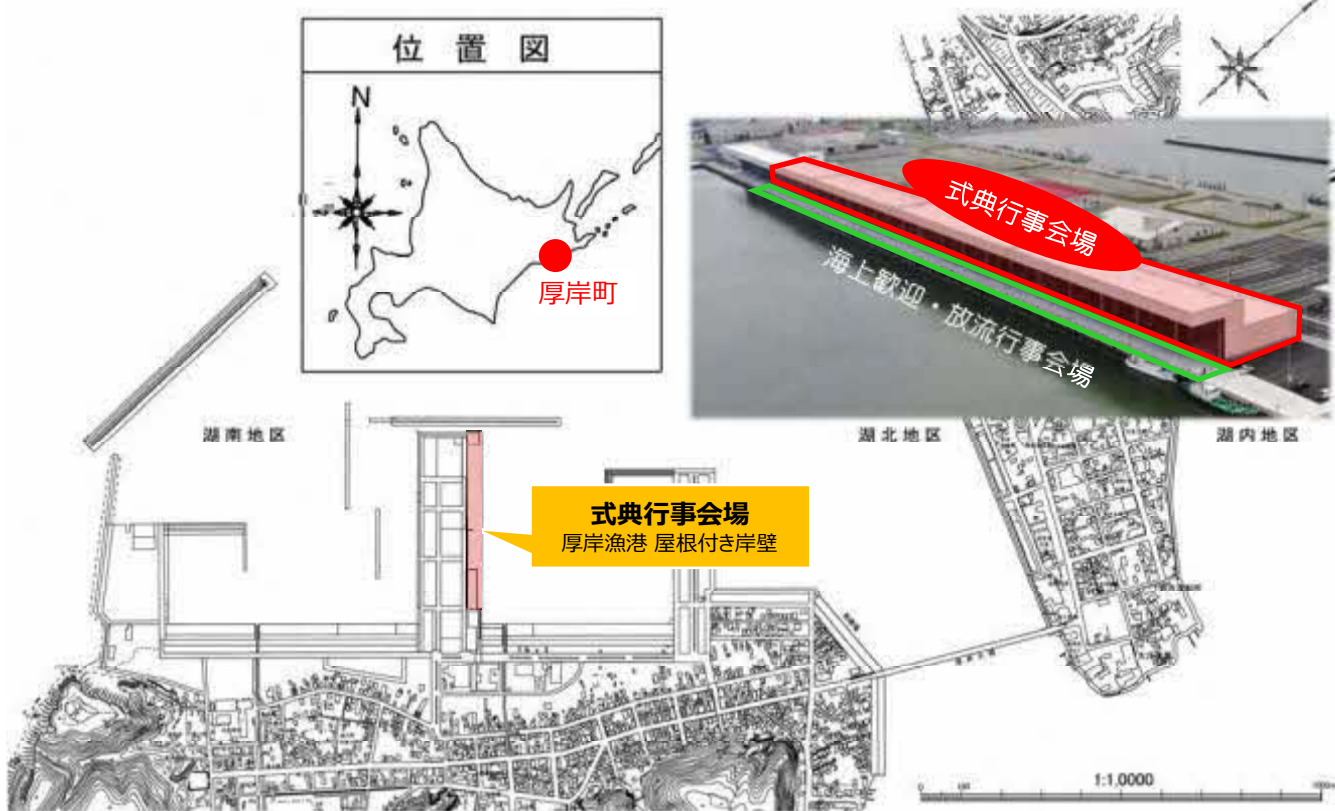 位置図
N
厚岸町
式典行事会場
海上歓迎・放流行事会場
湖南地区
湖北地区
湖内地区
式典行事会場
厚岸漁港 屋根付き岸壁
1:1,0000
0